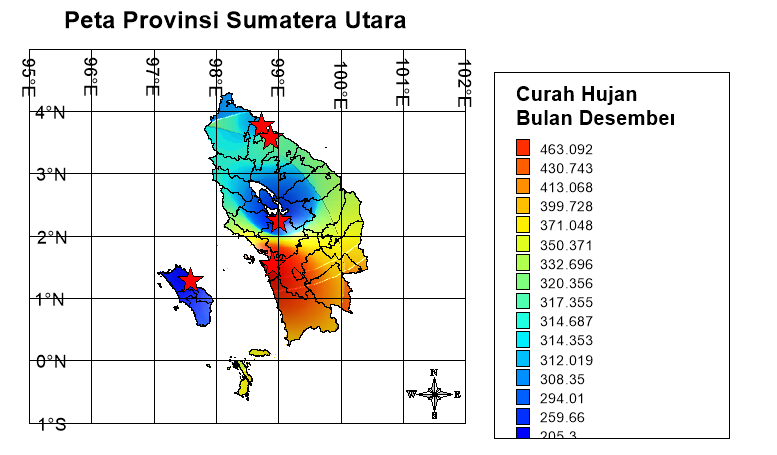 Peta Provinsi Sumatera Utara
95°E 96°E 97°E 98°E 99°E 100°E 101°E 102°E
4°N
3°N
2°N
1°N
0°N
1°S
N
W E
S
Curah Hujan
Bulan Desember
463.092
430.743
413.068
399.728
371.048
350.371
332.696
320.356
317.355
314.687
314.353
312.019
308.35
294.01
259.66
205.3